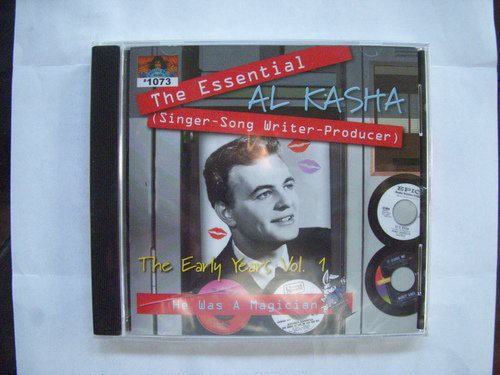 #1073
The Essential
AL KASHA
(Singer-Song Writer-Producer)
EPIC
The Early Years Vol. 1
He Was A Magician